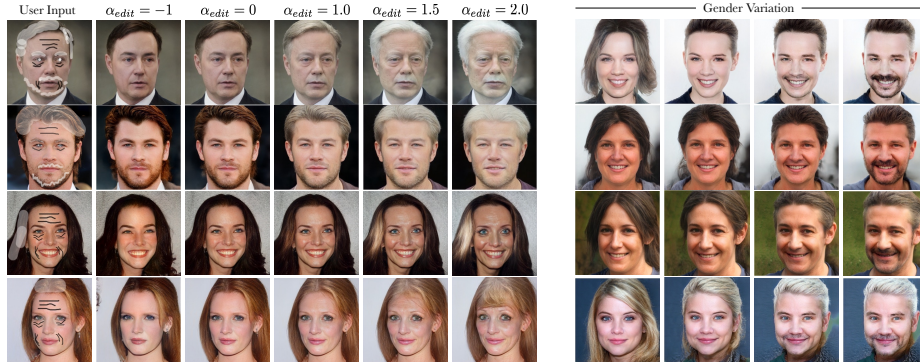 User Input
α_edit = −1
α_edit = 0
α_edit = 1.0
α_edit = 1.5
α_edit = 2.0
Gender Variation